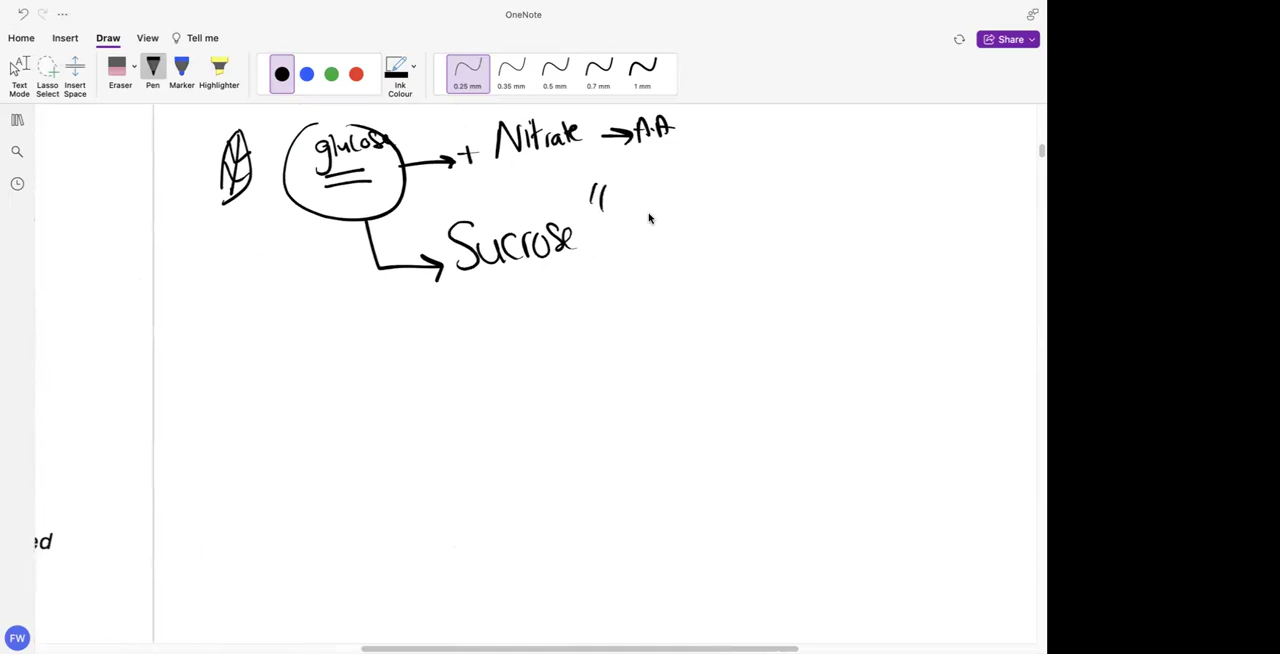 OneNote
Home Insert Draw View Tell me
Share
Text Mode
Lasso Select
Insert Space
Eraser
Pen
Marker
Highlighter
Ink Colour
0.25 mm
0.35 mm
0.5 mm
0.7 mm
1 mm
glucose
+ Nitrate → A.A
"
Sucrose
ed
FW